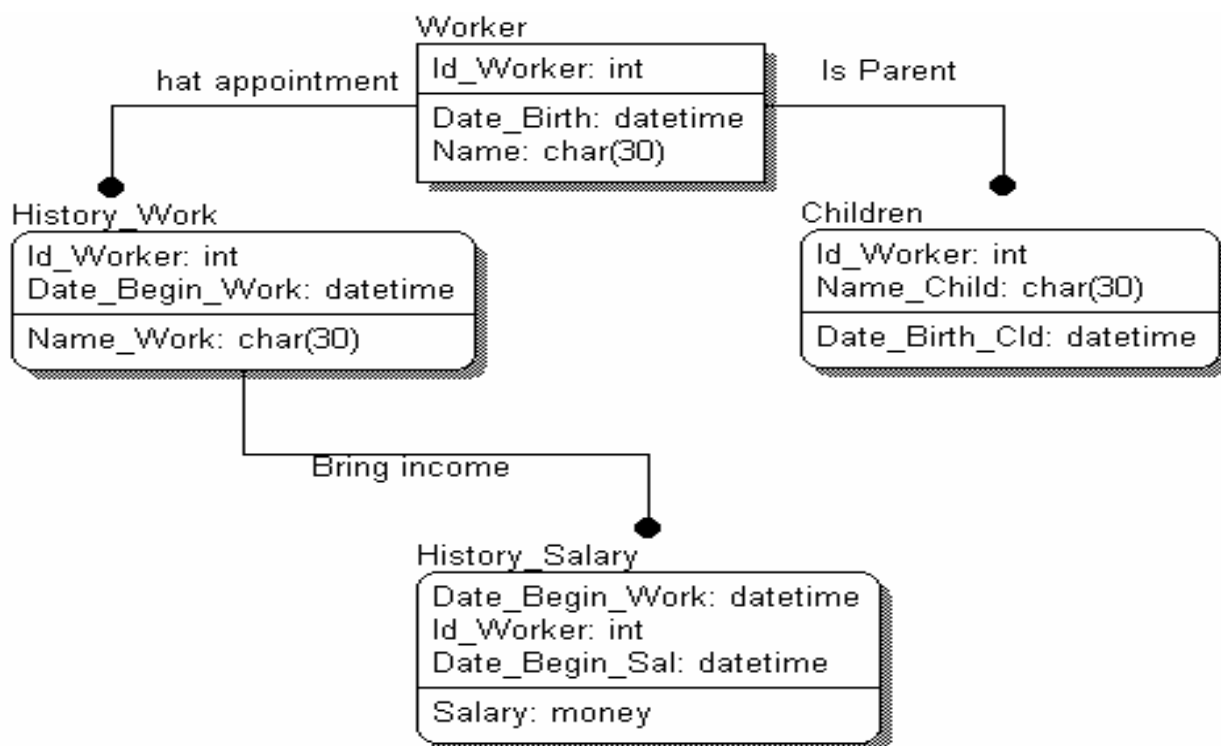 Worker
Id_Worker: int
Date_Birth: datetime
Name: char(30)
hat appointment
Is Parent
History_Work
Id_Worker: int
Date_Begin_Work: datetime
Name_Work: char(30)
Children
Id_Worker: int
Name_Child: char(30)
Date_Birth_Cld: datetime
Bring income
History_Salary
Date_Begin_Work: datetime
Id_Worker: int
Date_Begin_Sal: datetime
Salary: money